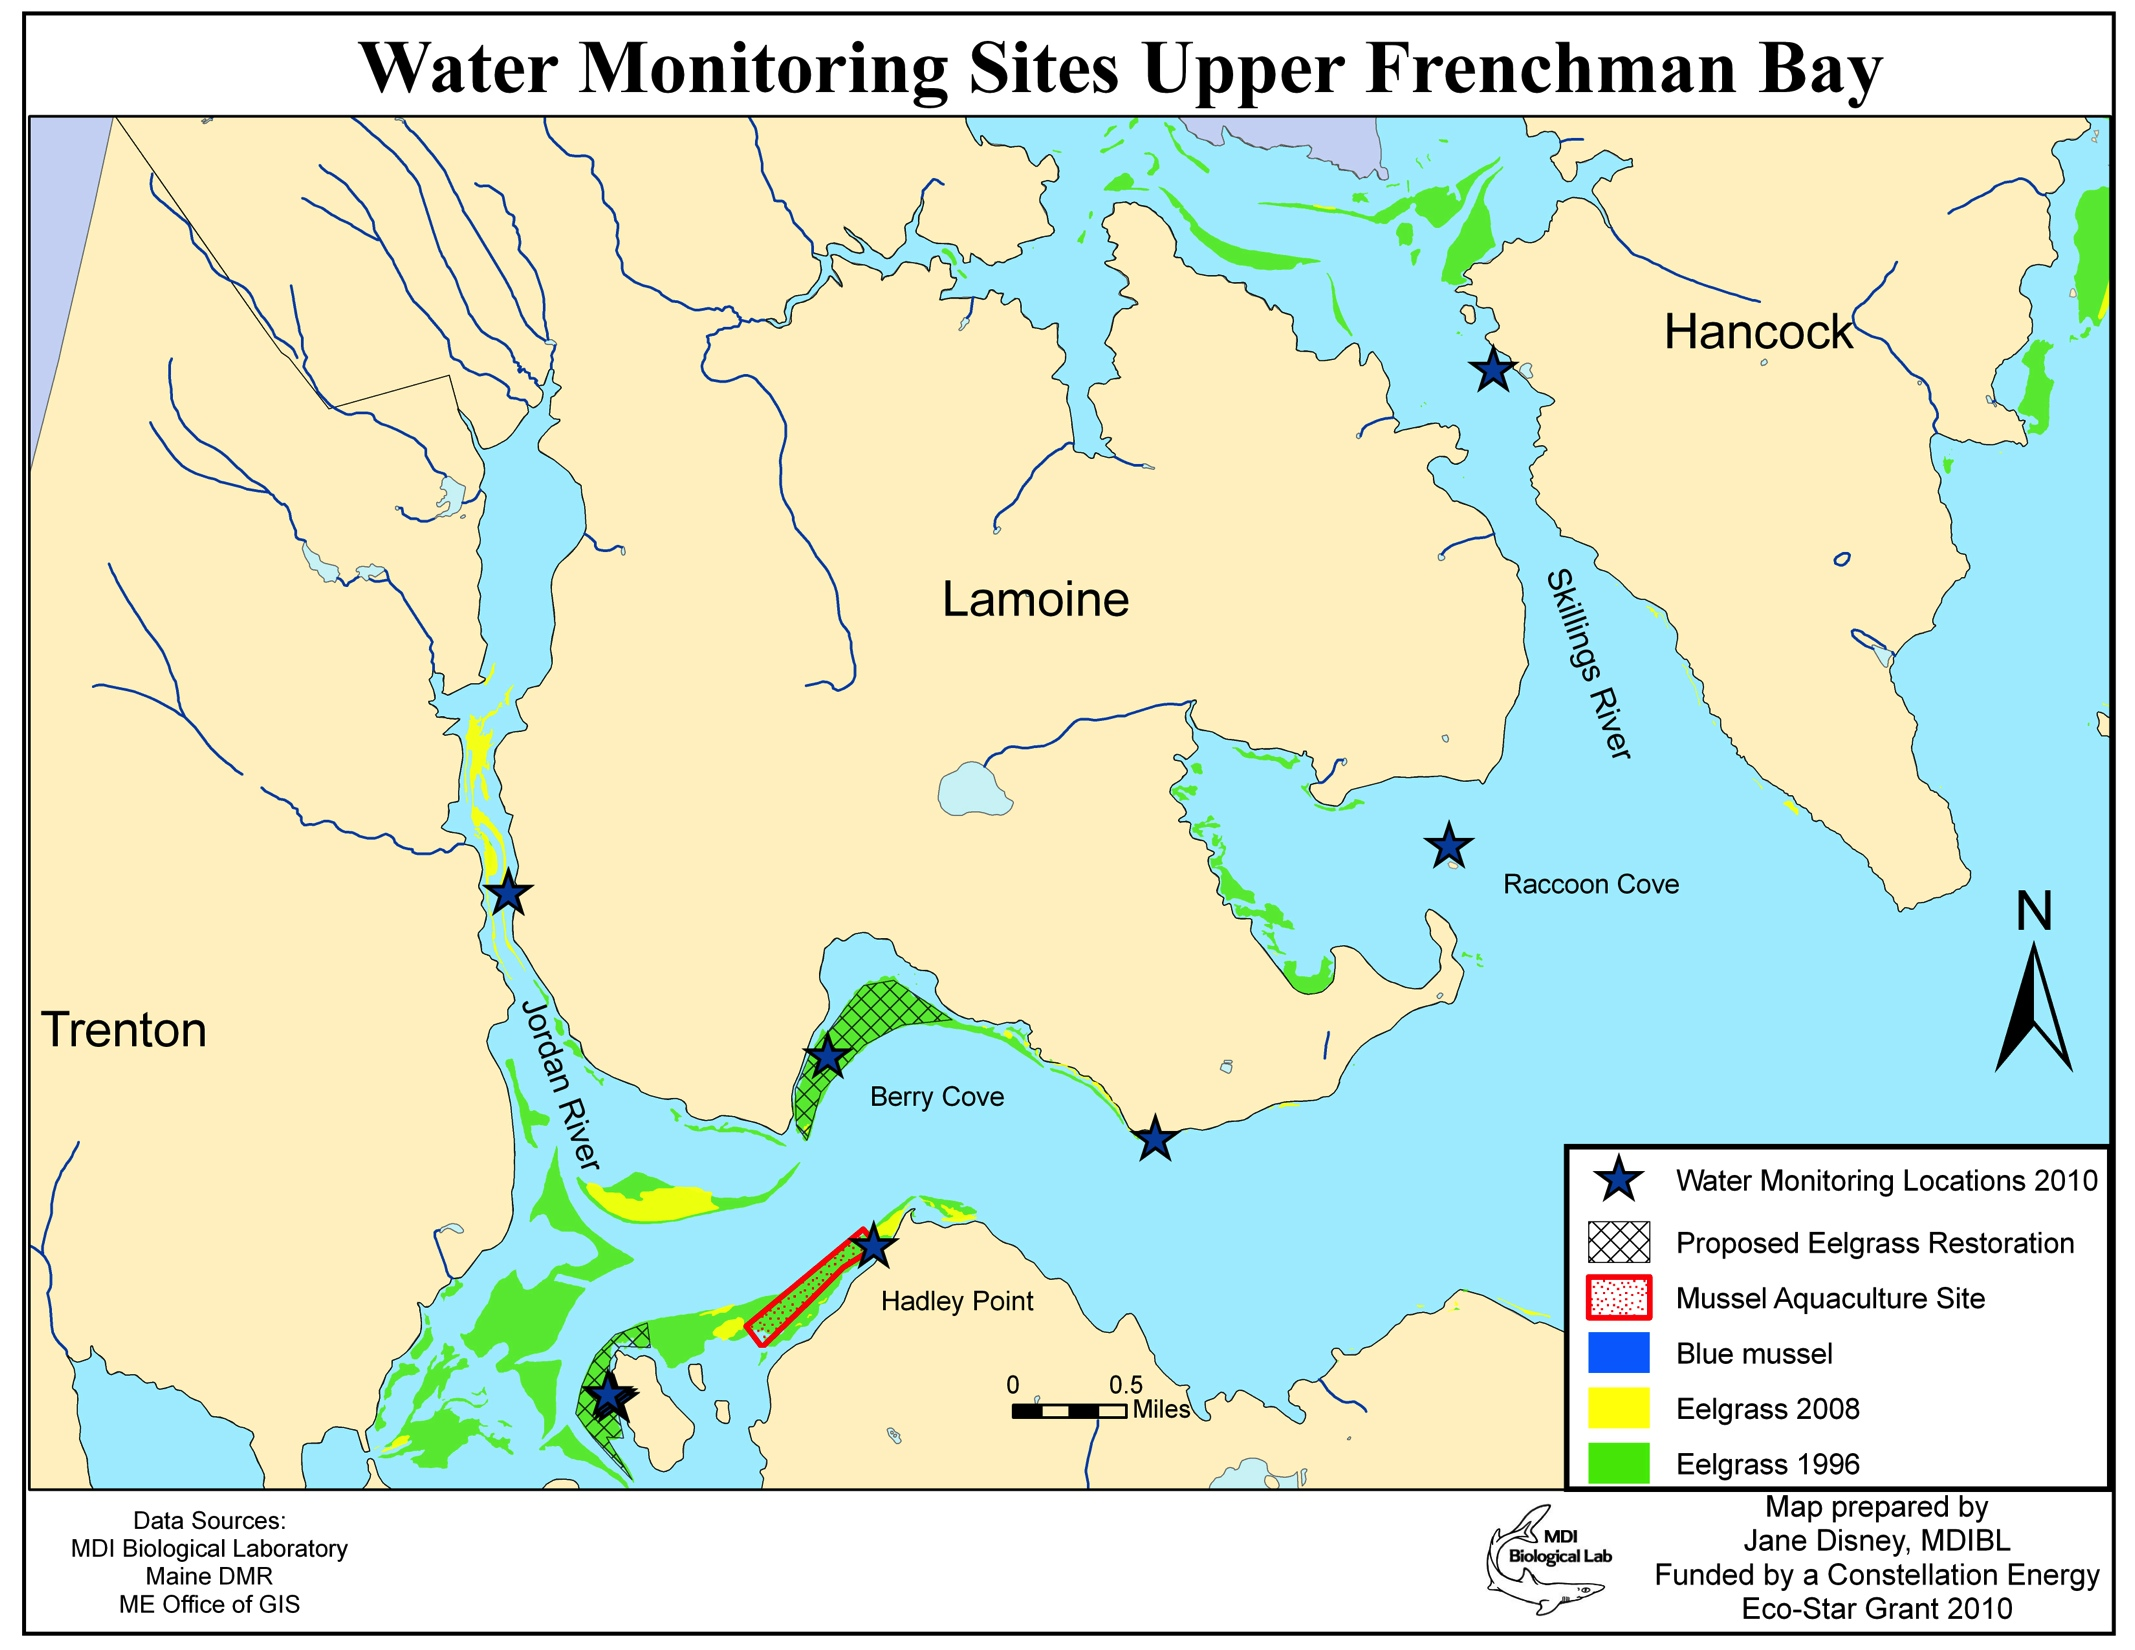 Water Monitoring Sites Upper Frenchman Bay
Hancock
Lamoine
Skillings River
Raccoon Cove
N
Trenton
Jordan River
Berry Cove
Hadley Point
0 0.5
Miles
Water Monitoring Locations 2010
Proposed Eelgrass Restoration
Mussel Aquaculture Site
Blue mussel
Eelgrass 2008
Eelgrass 1996
Data Sources:
MDI Biological Laboratory
Maine DMR
ME Office of GIS
MDI
Biological Lab
Map prepared by
Jane Disney, MDIBL
Funded by a Constellation Energy
Eco-Star Grant 2010